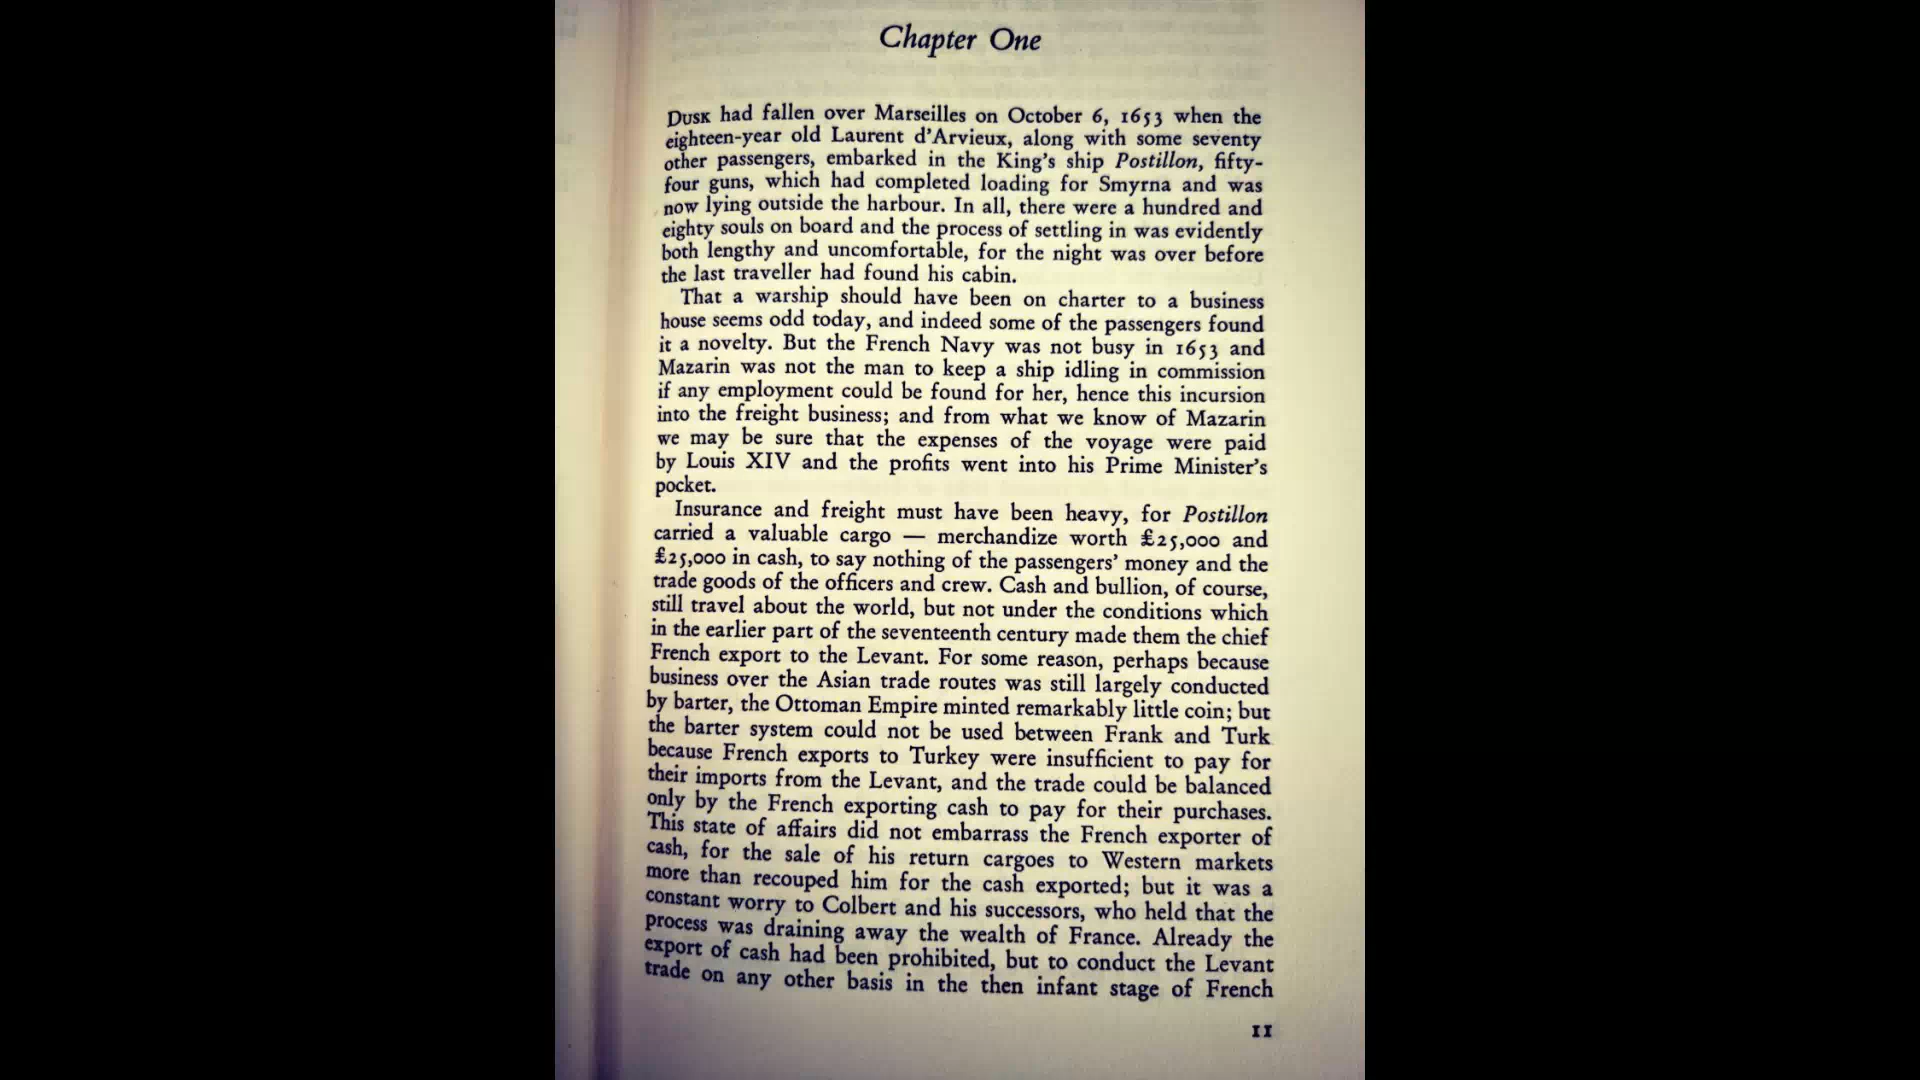 Chapter One
DUSK had fallen over Marseilles on October 6, 1653 when the
eighteen-year old Laurent d'Arvieux, along with some seventy
other passengers, embarked in the King's ship Postillon, fifty-
four guns, which had completed loading for Smyrna and was
now lying outside the harbour. In all, there were a hundred and
eighty souls on board and the process of settling in was evidently
both lengthy and uncomfortable, for the night was over before
the last traveller had found his cabin.
That a warship should have been on charter to a business
house seems odd today, and indeed some of the passengers found
it a novelty. But the French Navy was not busy in 1653 and
Mazarin was not the man to keep a ship idling in commission
if any employment could be found for her, hence this incursion
into the freight business; and from what we know of Mazarin
we may be sure that the expenses of the voyage were paid
by Louis XIV and the profits went into his Prime Minister's
pocket.
Insurance and freight must have been heavy, for Postillon
carried a valuable cargo — merchandize worth £25,000 and
£25,000 in cash, to say nothing of the passengers' money and the
trade goods of the officers and crew. Cash and bullion, of course,
still travel about the world, but not under the conditions which
in the earlier part of the seventeenth century made them the chief
French export to the Levant. For some reason, perhaps because
business over the Asian trade routes was still largely conducted
by barter, the Ottoman Empire minted remarkably little coin; but
the barter system could not be used between Frank and Turk
because French exports to Turkey were insufficient to pay for
their imports from the Levant, and the trade could be balanced
only by the French exporting cash to pay for their purchases.
This state of affairs did not embarrass the French exporter of
cash, for the sale of his return cargoes to Western markets
more than recouped him for the cash exported; but it was a
constant worry to Colbert and his successors, who held that the
process was draining away the wealth of France. Already the
export of cash had been prohibited, but to conduct the Levant
trade on any other basis in the then infant stage of French
11